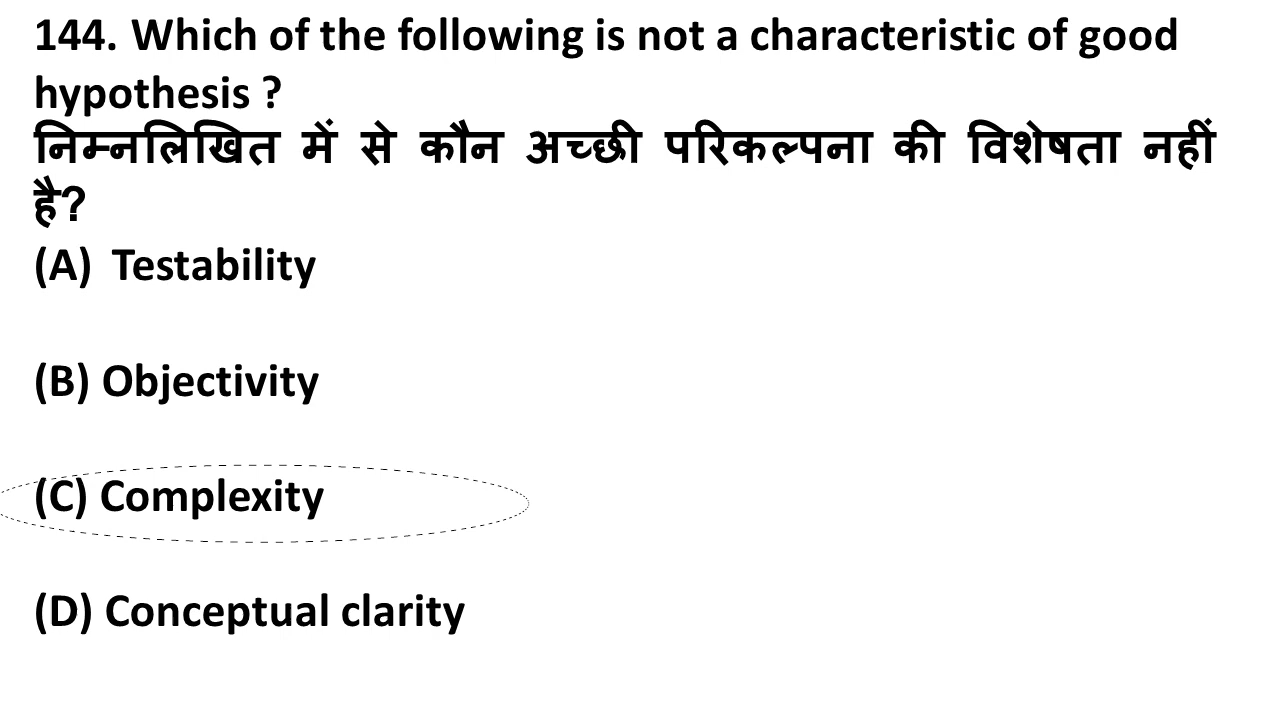 144. Which of the following is not a characteristic of good
hypothesis ?
निम्नलिखित में से कौन अच्छी परिकल्पना की विशेषता नहीं
है?
(A) Testability
(B) Objectivity
(C) Complexity
(D) Conceptual clarity